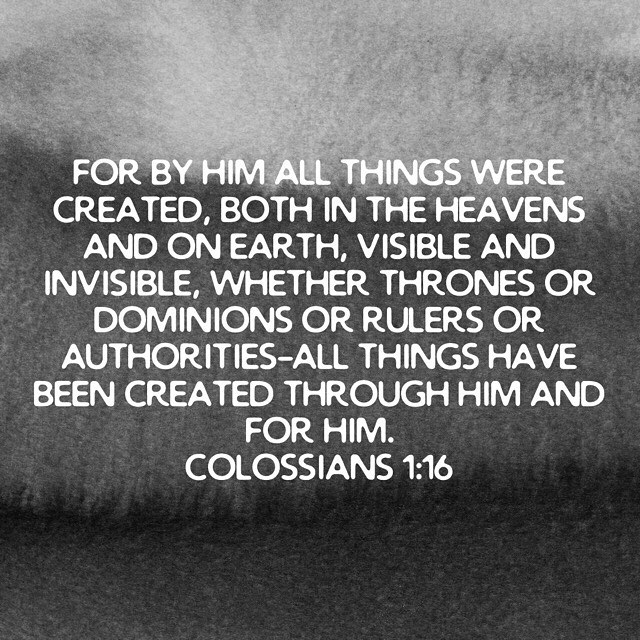 FOR BY HIM ALL THINGS WERE
CREATED, BOTH IN THE HEAVENS
AND ON EARTH, VISIBLE AND
INVISIBLE, WHETHER THRONES OR
DOMINIONS OR RULERS OR
AUTHORITIES–ALL THINGS HAVE
BEEN CREATED THROUGH HIM AND
FOR HIM.
COLOSSIANS 1:16